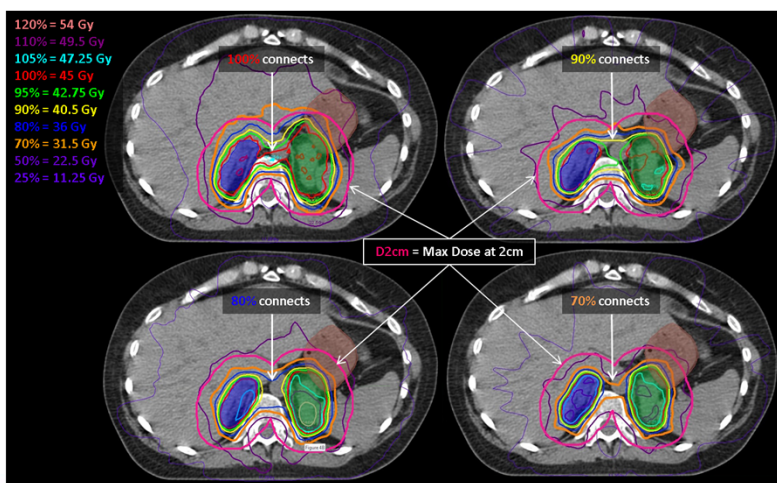 120% = 54 Gy
110% = 49.5 Gy
105% = 47.25 Gy
100% = 45 Gy
95% = 42.75 Gy
90% = 40.5 Gy
80% = 36 Gy
70% = 31.5 Gy
50% = 22.5 Gy
25% = 11.25 Gy
100% connects
90% connects
D2cm = Max Dose at 2cm
80% connects
70% connects